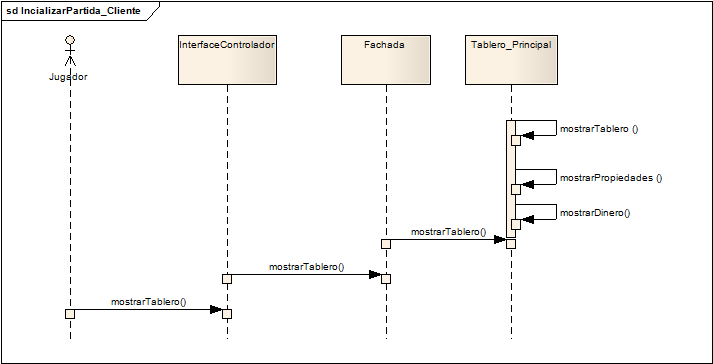 sd IncializarPartida_Cliente
InterfaceControlador
Fachada
Tablero_Principal
Jugador
mostrarTablero ()
mostrarPropiedades ()
mostrarDinero()
mostrarTablero()
mostrarTablero()
mostrarTablero()